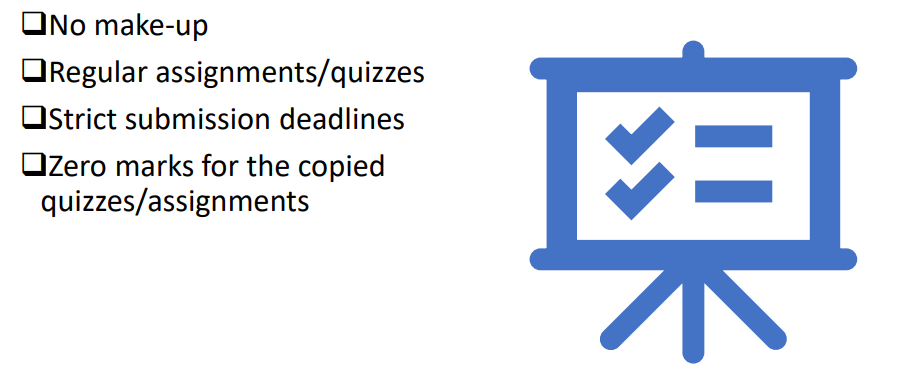 ❑No make-up
❑Regular assignments/quizzes
❑Strict submission deadlines
❑Zero marks for the copied
quizzes/assignments